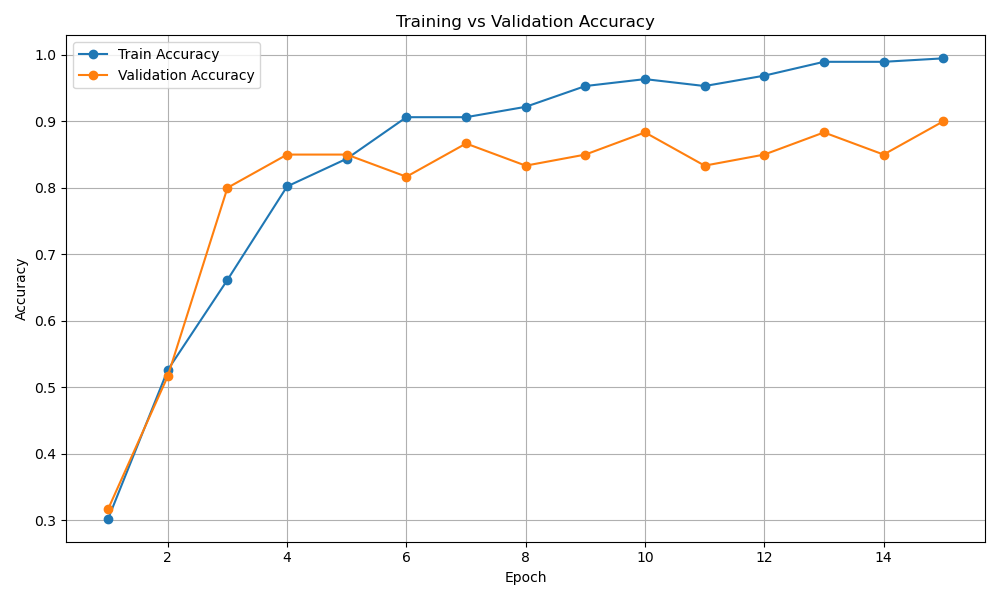 Training vs Validation Accuracy
Train Accuracy
Validation Accuracy
1.0
0.9
0.8
0.7
0.6
0.5
0.4
0.3
Accuracy
2 4 6 8 10 12 14
Epoch